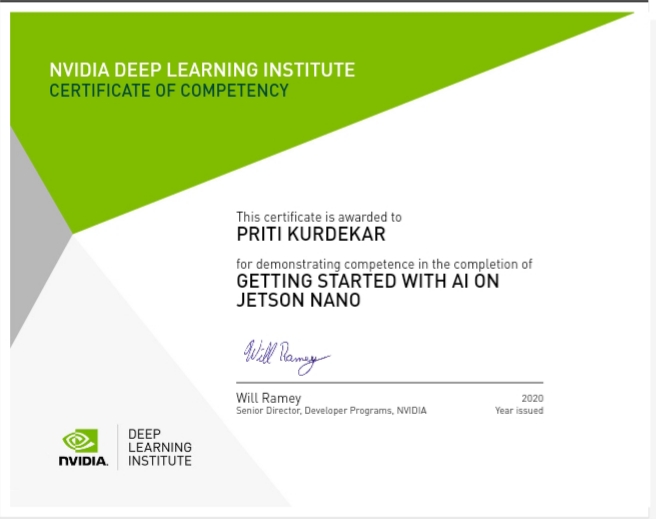 NVIDIA DEEP LEARNING INSTITUTE
CERTIFICATE OF COMPETENCY
This certificate is awarded to
PRITI KURDEKAR
for demonstrating competence in the completion of
GETTING STARTED WITH AI ON
JETSON NANO
Will Ramey
Will Ramey
Senior Director, Developer Programs, NVIDIA
2020
Year issued
NVIDIA.
DEEP
LEARNING
INSTITUTE